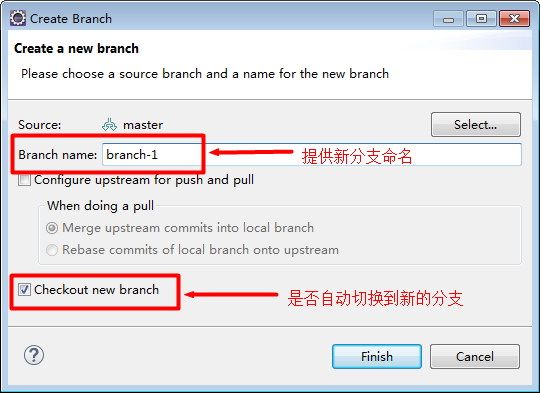 Create Branch
Create a new branch
Please choose a source branch and a name for the new branch
Source: master Select...
Branch name: branch-1 提供新分支命名
Configure upstream for push and pull
When doing a pull
Merge upstream commits into local branch
Rebase commits of local branch onto upstream
Checkout new branch 是否自动切换到新的分支
? Finish Cancel